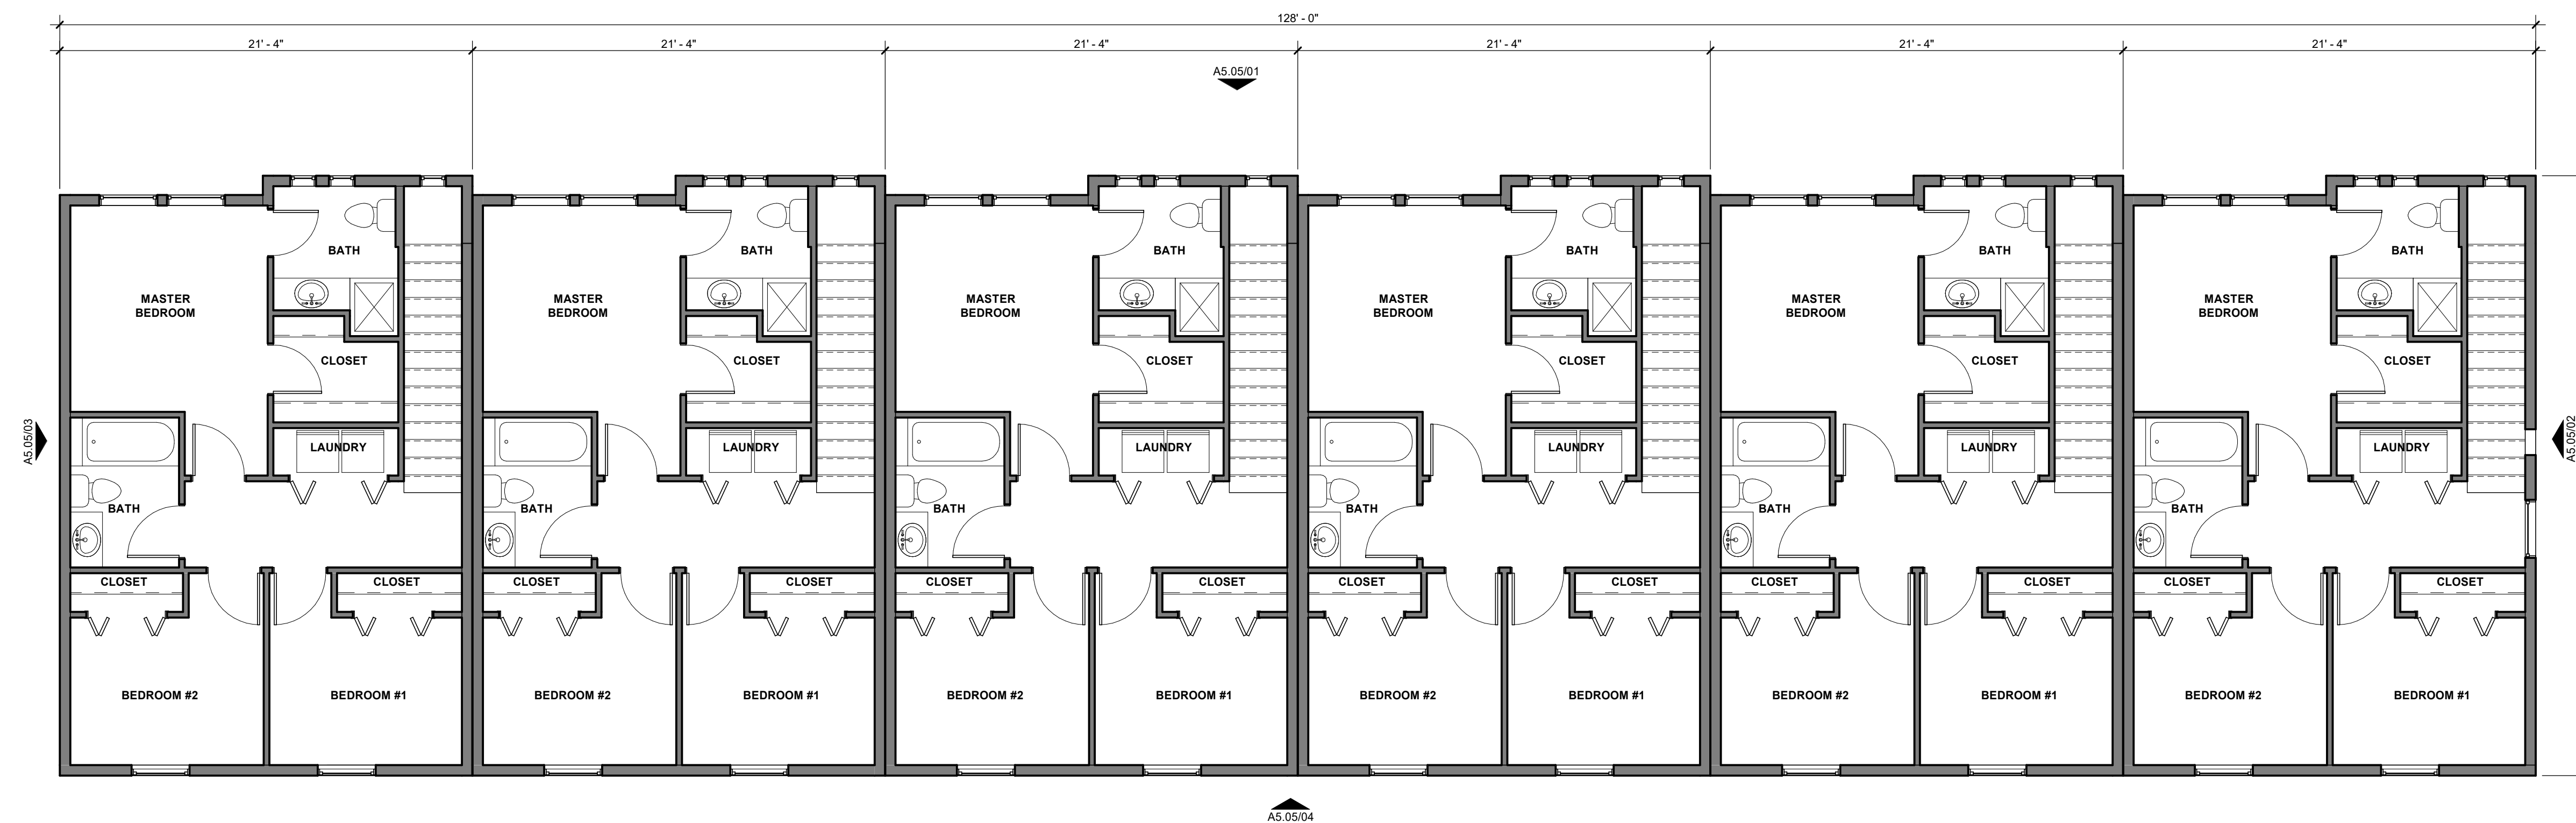 128' - 0"
21' - 4"
21' - 4"
21' - 4"
21' - 4"
21' - 4"
21' - 4"
A5.05/01
BATH
BATH
BATH
BATH
BATH
BATH
MASTER
BEDROOM
MASTER
BEDROOM
MASTER
BEDROOM
MASTER
BEDROOM
MASTER
BEDROOM
MASTER
BEDROOM
CLOSET
CLOSET
CLOSET
CLOSET
CLOSET
CLOSET
A5.05/03
LAUNDRY
LAUNDRY
LAUNDRY
LAUNDRY
LAUNDRY
LAUNDRY
A5.05/02
BATH
BATH
BATH
BATH
BATH
BATH
CLOSET
CLOSET
CLOSET
CLOSET
CLOSET
CLOSET
CLOSET
CLOSET
CLOSET
CLOSET
CLOSET
CLOSET
BEDROOM #2
BEDROOM #1
BEDROOM #2
BEDROOM #1
BEDROOM #2
BEDROOM #1
BEDROOM #2
BEDROOM #1
BEDROOM #2
BEDROOM #1
BEDROOM #2
BEDROOM #1
A5.05/04